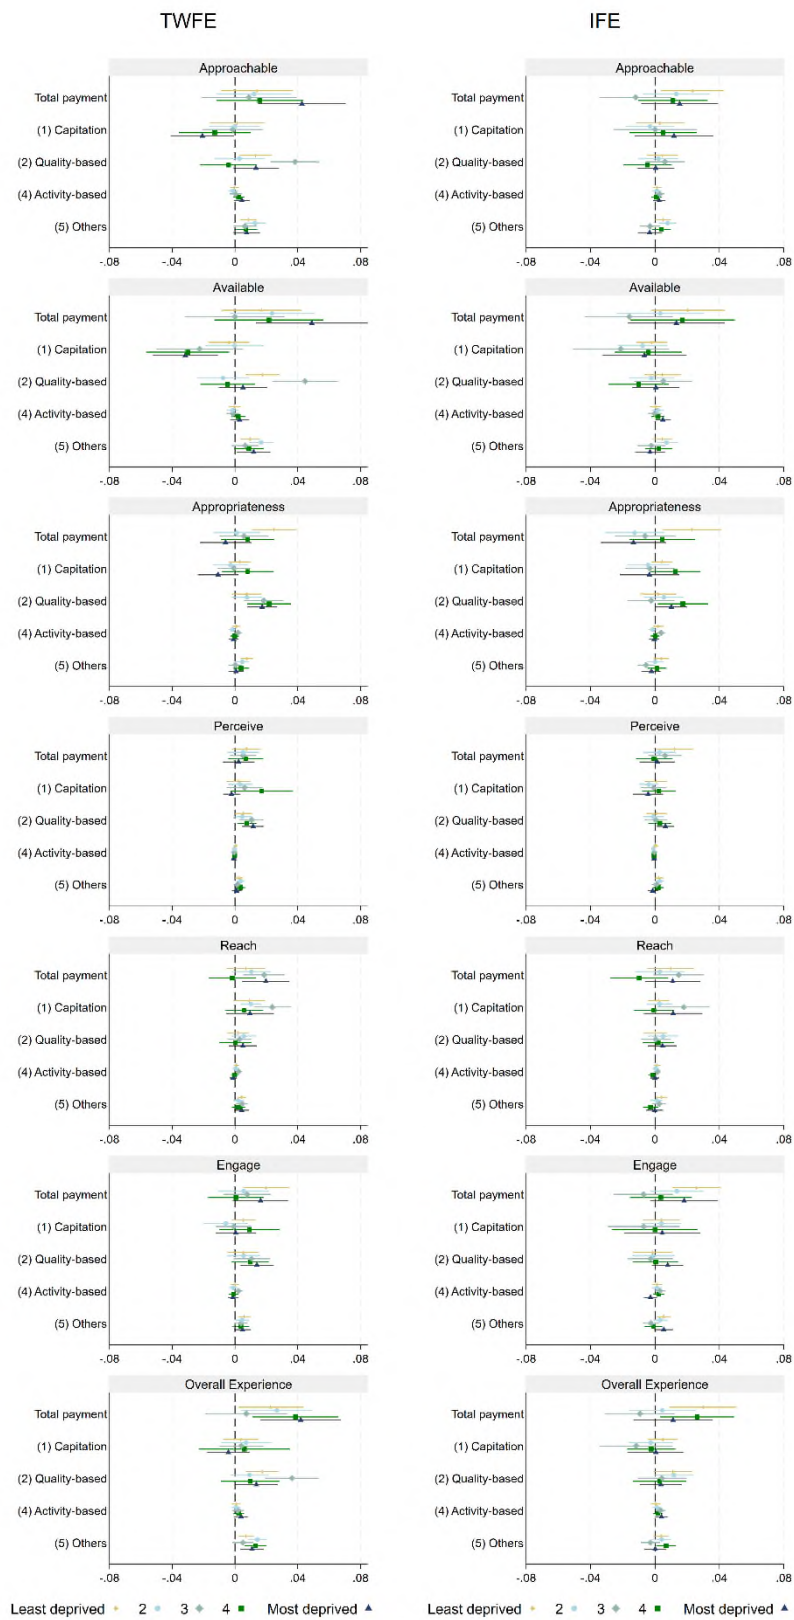 TWFE IFE
Approachable Approachable
Total payment Total payment
(1) Capitation (1) Capitation
(2) Quality-based (2) Quality-based
(4) Activity-based (4) Activity-based
(5) Others (5) Others
-.08 -.04 0 .04 .08 -.08 -.04 0 .04 .08
Available Available
Total payment Total payment
(1) Capitation (1) Capitation
(2) Quality-based (2) Quality-based
(4) Activity-based (4) Activity-based
(5) Others (5) Others
-.08 -.04 0 .04 .08 -.08 -.04 0 .04 .08
Appropriateness Appropriateness
Total payment Total payment
(1) Capitation (1) Capitation
(2) Quality-based (2) Quality-based
(4) Activity-based (4) Activity-based
(5) Others (5) Others
-.08 -.04 0 .04 .08 -.08 -.04 0 .04 .08
Perceive Perceive
Total payment Total payment
(1) Capitation (1) Capitation
(2) Quality-based (2) Quality-based
(4) Activity-based (4) Activity-based
(5) Others (5) Others
-.08 -.04 0 .04 .08 -.08 -.04 0 .04 .08
Reach Reach
Total payment Total payment
(1) Capitation (1) Capitation
(2) Quality-based (2) Quality-based
(4) Activity-based (4) Activity-based
(5) Others (5) Others
-.08 -.04 0 .04 .08 -.08 -.04 0 .04 .08
Engage Engage
Total payment Total payment
(1) Capitation (1) Capitation
(2) Quality-based (2) Quality-based
(4) Activity-based (4) Activity-based
(5) Others (5) Others
-.08 -.04 0 .04 .08 -.08 -.04 0 .04 .08
Overall Experience Overall Experience
Total payment Total payment
(1) Capitation (1) Capitation
(2) Quality-based (2) Quality-based
(4) Activity-based (4) Activity-based
(5) Others (5) Others
-.08 -.04 0 .04 .08 -.08 -.04 0 .04 .08
Least deprived 2 3 4 Most deprived Least deprived 2 3 4 Most deprived